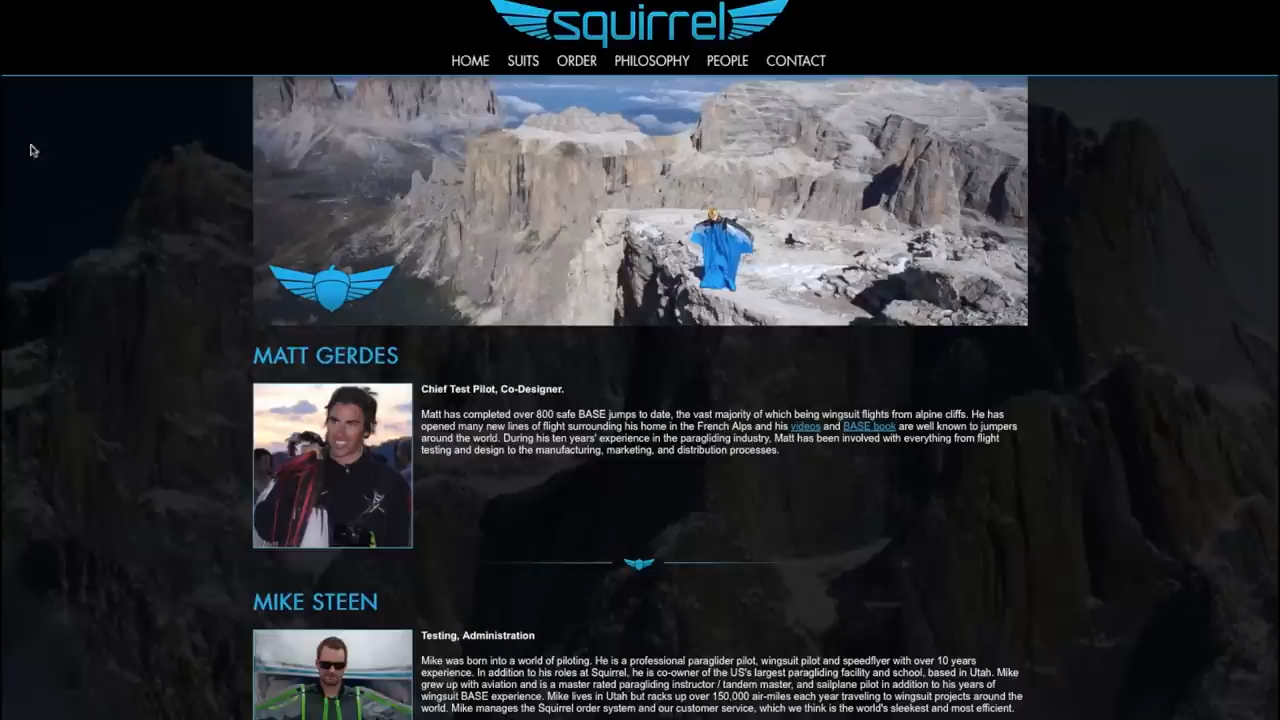 squirrel
HOME SUITS ORDER PHILOSOPHY PEOPLE CONTACT
MATT GERDES
Chief Test Pilot, Co-Designer.
Matt has completed over 800 safe BASE jumps to date, the vast majority of which being wingsuit flights from alpine cliffs. He has
opened many new lines of flight surrounding his home in the French Alps and his videos and BASE book are well known to jumpers
around the world. During his ten years' experience in the paragliding industry, Matt has been involved with everything from flight
testing and design to the manufacturing, marketing, and distribution processes.
MIKE STEEN
Testing, Administration
Mike was born into a world of piloting. He is a professional paraglider pilot, wingsuit pilot and speedflyer with over 10 years
experience. In addition to his roles at Squirrel, he is co-owner of the US's largest paragliding facility and school, based in Utah. Mike
grew up with aviation and is a master rated paragliding instructor / tandem master, and sailplane pilot in addition to his years of
wingsuit BASE experience. Mike lives in Utah but racks up over 150,000 air-miles each year traveling to wingsuit projects around the
world. Mike manages the Squirrel order system and our customer service, which we think is the world's sleekest and most efficient.